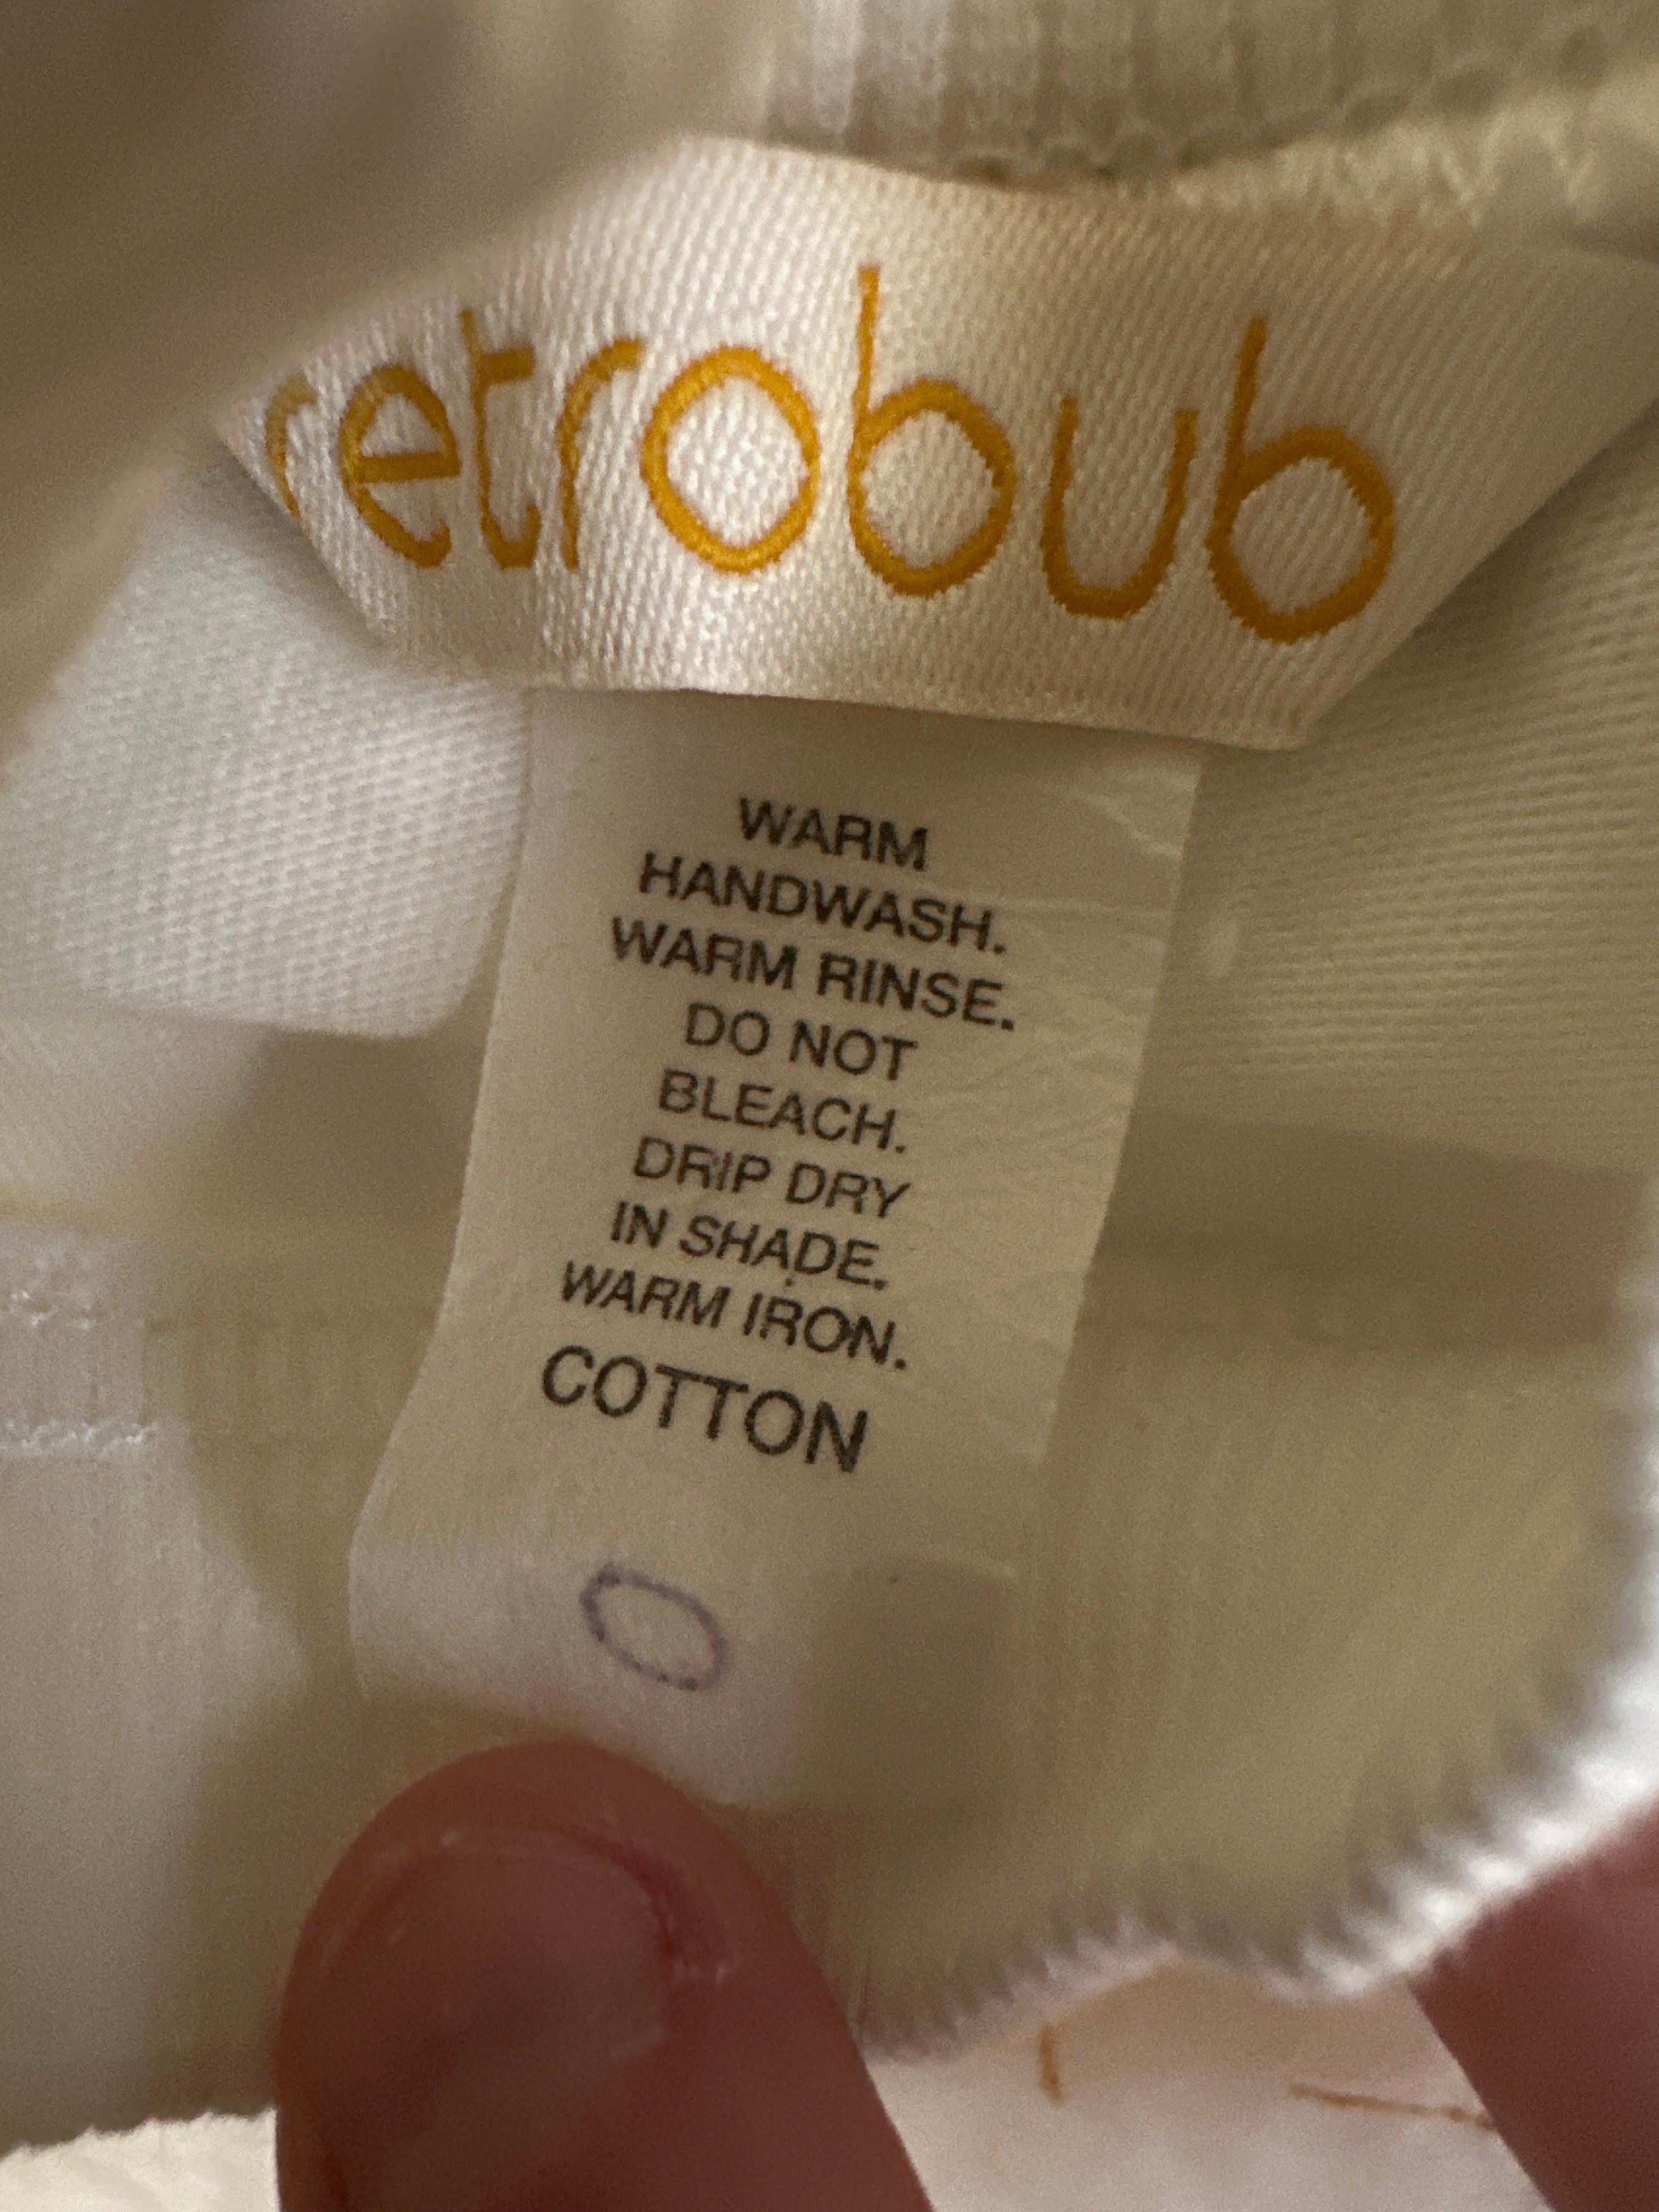 retrobub
WARM
HANDWASH.
WARM RINSE.
DO NOT
BLEACH.
DRIP DRY
IN SHADE.
WARM IRON.
COTTON
0